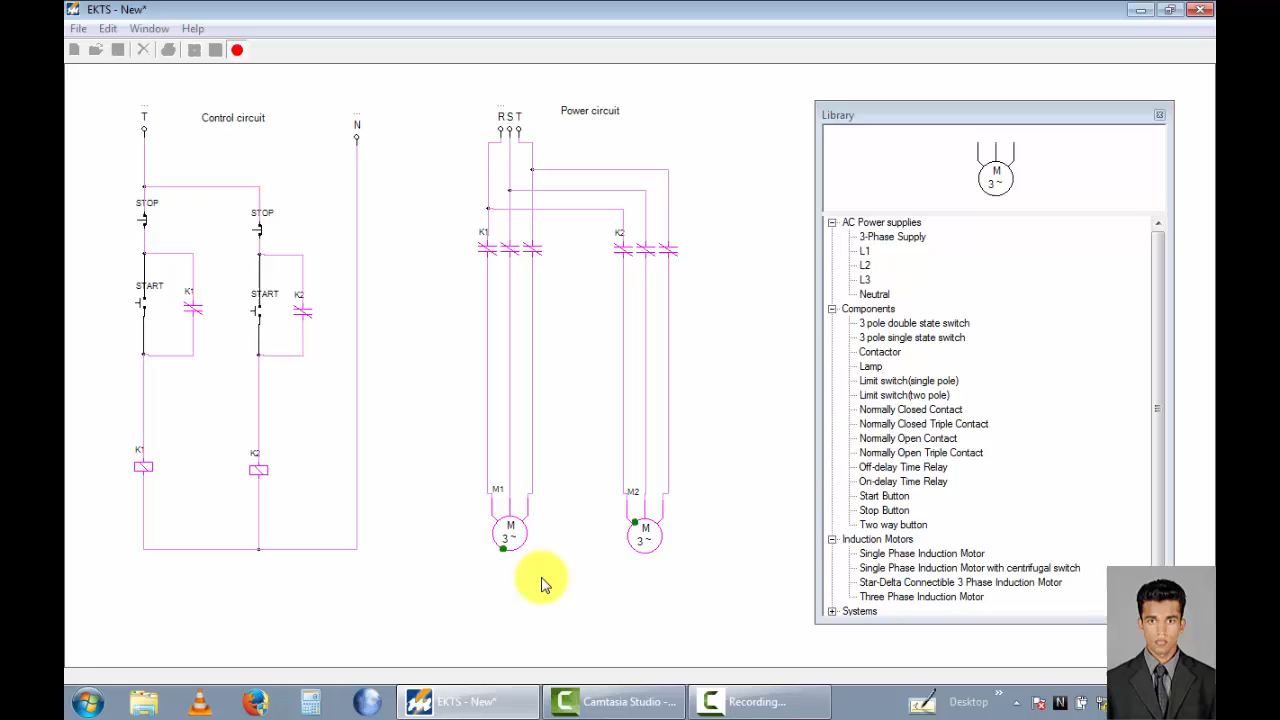 EKTS - New*
File Edit Window Help
Control circuit
Power circuit
T
N
R S T
STOP
STOP
START
K1
START
K2
K1
K2
K1
K2
M1
M
3 ~
M2
M
3 ~
Library
M
3 ~
AC Power supplies
3-Phase Supply
L1
L2
L3
Neutral
Components
3 pole double state switch
3 pole single state switch
Contactor
Lamp
Limit switch(single pole)
Limit switch(two pole)
Normally Closed Contact
Normally Closed Triple Contact
Normally Open Contact
Normally Open Triple Contact
Off-delay Time Relay
On-delay Time Relay
Start Button
Stop Button
Two way button
Induction Motors
Single Phase Induction Motor
Single Phase Induction Motor with centrifugal switch
Star-Delta Connectible 3 Phase Induction Motor
Three Phase Induction Motor
Systems
EKTS - New*
Camtasia Studio -...
Recording...
Desktop